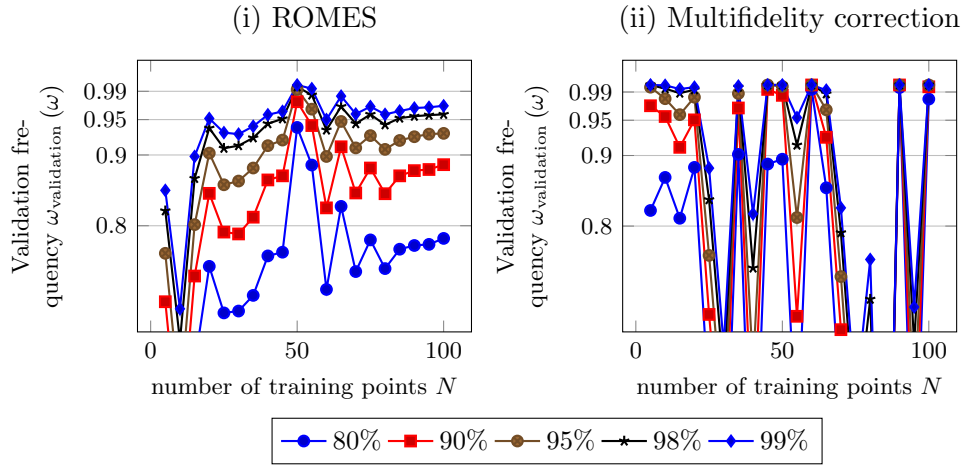 (i) ROMES
(ii) Multifidelity correction
Validation fre-
quency ω_validation (ω)
0.99
0.95
0.9
0.8
0
50
100
number of training points N
Validation fre-
quency ω_validation (ω)
0.99
0.95
0.9
0.8
0
50
100
number of training points N
80% 90% 95% 98% 99%